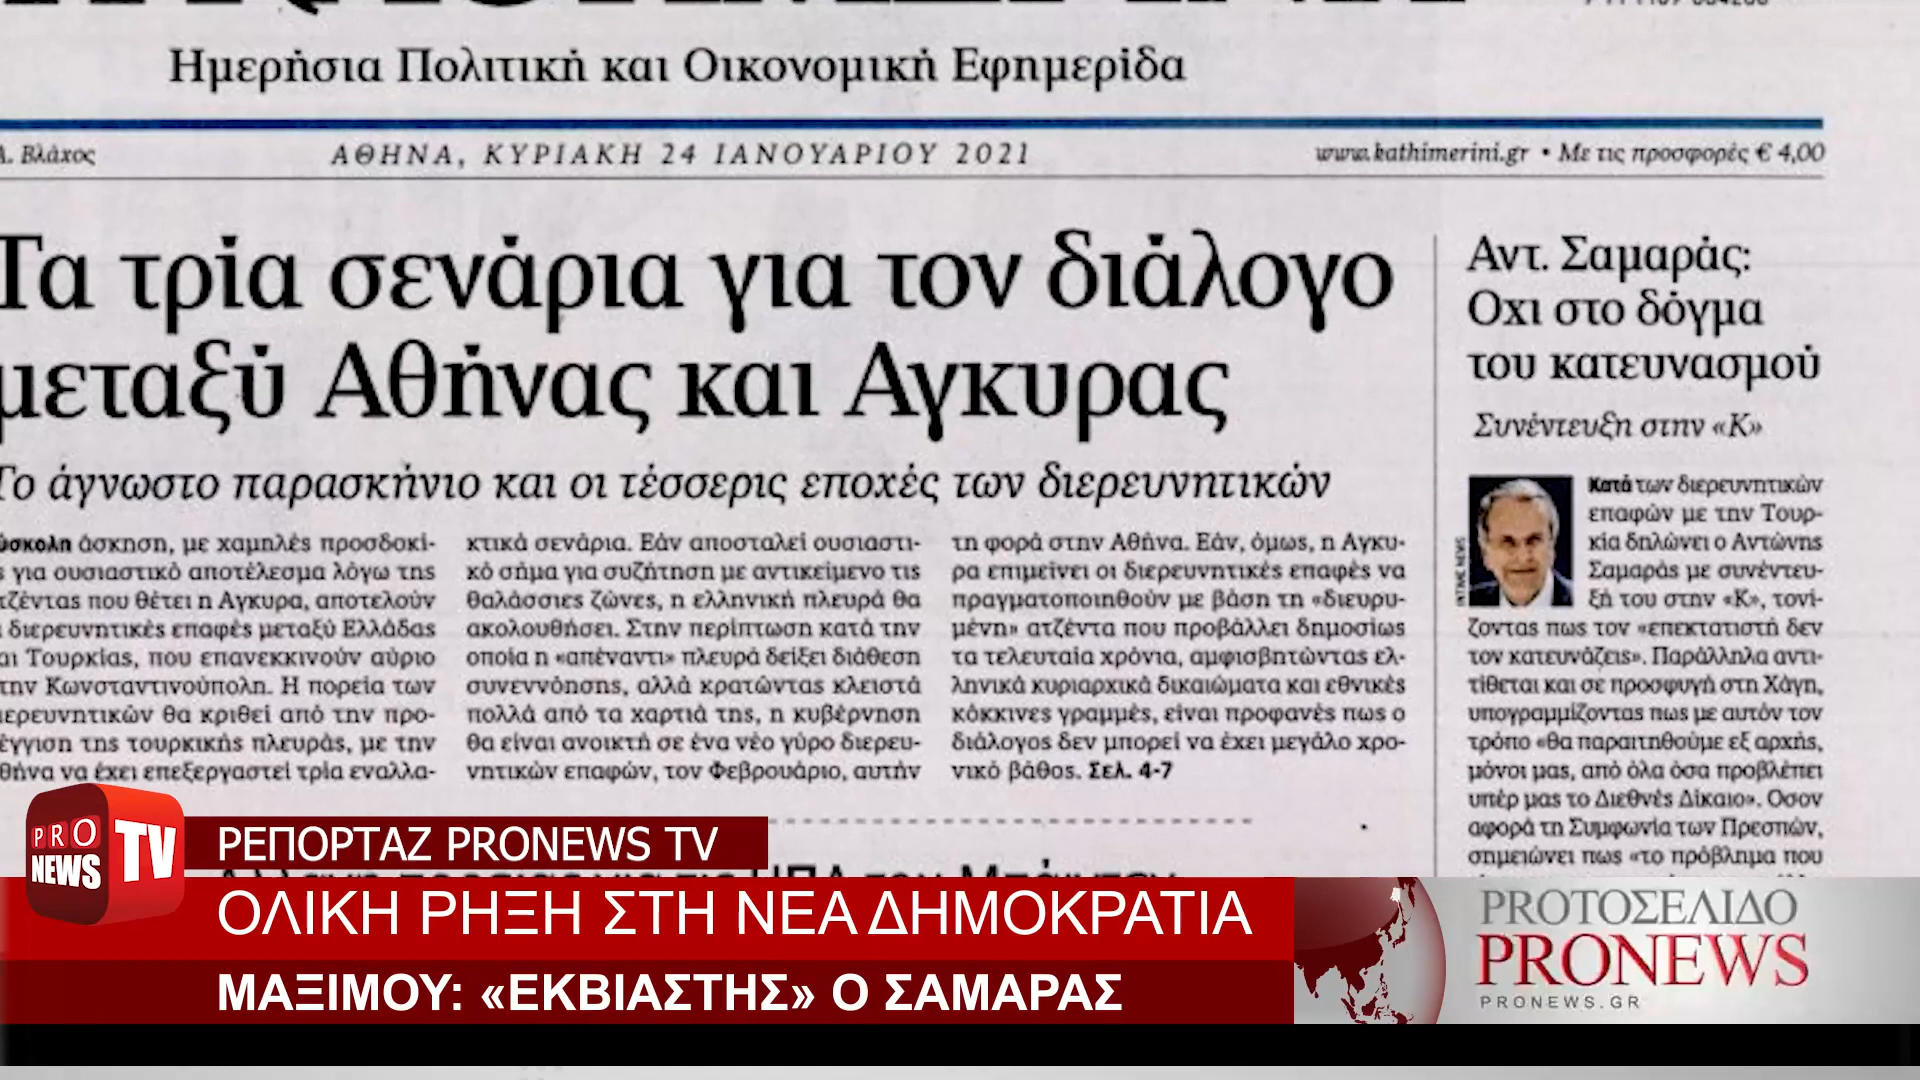 Ημερήσια Πολιτική και Οικονομική Εφημερίδα
Βλάχος
ΑΘΗΝΑ, ΚΥΡΙΑΚΗ 24 ΙΑΝΟΥΑΡΙΟΥ 2021
www.kathimerini.gr • Με τις προσφορές € 4,00
Τα τρία σενάρια για τον διάλογο
μεταξύ Αθήνας και Αγκυρας
Το άγνωστο παρασκήνιο και οι τέσσερις εποχές των διερευνητικών
άσκηση, με χαμηλές προσδοκί-
για ουσιαστικό αποτέλεσμα λόγω της
που θέτει η Αγκυρα, αποτελούν
διερευνητικές επαφές μεταξύ Ελλάδας
Τουρκίας, που επανεκκινούν αύριο
Κωνσταντινούπολη. Η πορεία των
θα κριθεί από την προ-
της τουρκικής πλευράς, με την
να έχει επεξεργαστεί τρία εναλλα-
κτικά σενάρια. Εάν αποσταλεί ουσιαστι-
κό σήμα για συζήτηση με αντικείμενο τις
θαλάσσιες ζώνες, η ελληνική πλευρά θα
ακολουθήσει. Στην περίπτωση κατά την
οποία η «απέναντι» πλευρά δείξει διάθεση
συνεννόησης, αλλά κρατώντας κλειστά
πολλά από τα χαρτιά της, η κυβέρνηση
θα είναι ανοικτή σε ένα νέο γύρο διερευ-
νητικών επαφών, τον Φεβρουάριο, αυτήν
τη φορά στην Αθήνα. Εάν, όμως, η Αγκυ-
ρα επιμείνει οι διερευνητικές επαφές να
πραγματοποιηθούν με βάση τη «διευρυ-
μένη» ατζέντα που προβάλλει δημοσίως
τα τελευταία χρόνια, αμφισβητώντας ελ-
ληνικά κυριαρχικά δικαιώματα και εθνικές
κόκκινες γραμμές, είναι προφανές πως ο
διάλογος δεν μπορεί να έχει μεγάλο χρο-
νικό βάθος. Σελ. 4-7
Αντ. Σαμαράς:
Οχι στο δόγμα
του κατευνασμού
Συνέντευξη στην «Κ»
INTIME NEWS
Κατά των διερευνητικών
επαφών με την Τουρ-
κία δηλώνει ο Αντώνης
Σαμαράς με συνέντευ-
ξή του στην «Κ», τονί-
ζοντας πως τον «επεκτατιστή δεν
τον κατευνάζεις». Παράλληλα αντι-
τίθεται και σε προσφυγή στη Χάγη,
υπογραμμίζοντας πως με αυτόν τον
τρόπο «θα παραιτηθούμε εξ αρχής,
μόνοι μας, από όλα όσα προβλέπει
υπέρ μας το Διεθνές Δίκαιο». Οσον
αφορά τη Συμφωνία των Πρεσπών,
σημειώνει πως «το πρόβλημα που
PRO
NEWS
TV
ΡΕΠΟΡΤΑΖ PRONEWS TV
ΟΛΙΚΗ ΡΗΞΗ ΣΤΗ ΝΕΑ ΔΗΜΟΚΡΑΤΙΑ
ΜΑΞΙΜΟΥ: «ΕΚΒΙΑΣΤΗΣ» Ο ΣΑΜΑΡΑΣ
PROΤΟΣΕΛΙΔΟ
PRONEWS
PRONEWS.GR